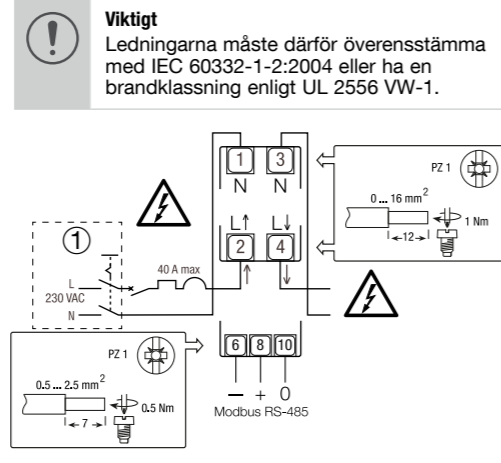 Viktigt
Ledningarna måste därför överensstämma
med IEC 60332-1-2:2004 eller ha en
brandklassning enligt UL 2556 VW-1.
1 3
N N
PZ 1
0 ... 16 mm²
1 Nm
12
L↑ L↓
2 4
1
40 A max
L
230 VAC
N
6 8 10
– + 0
Modbus RS-485
PZ 1
0.5 ... 2.5 mm²
0.5 Nm
7